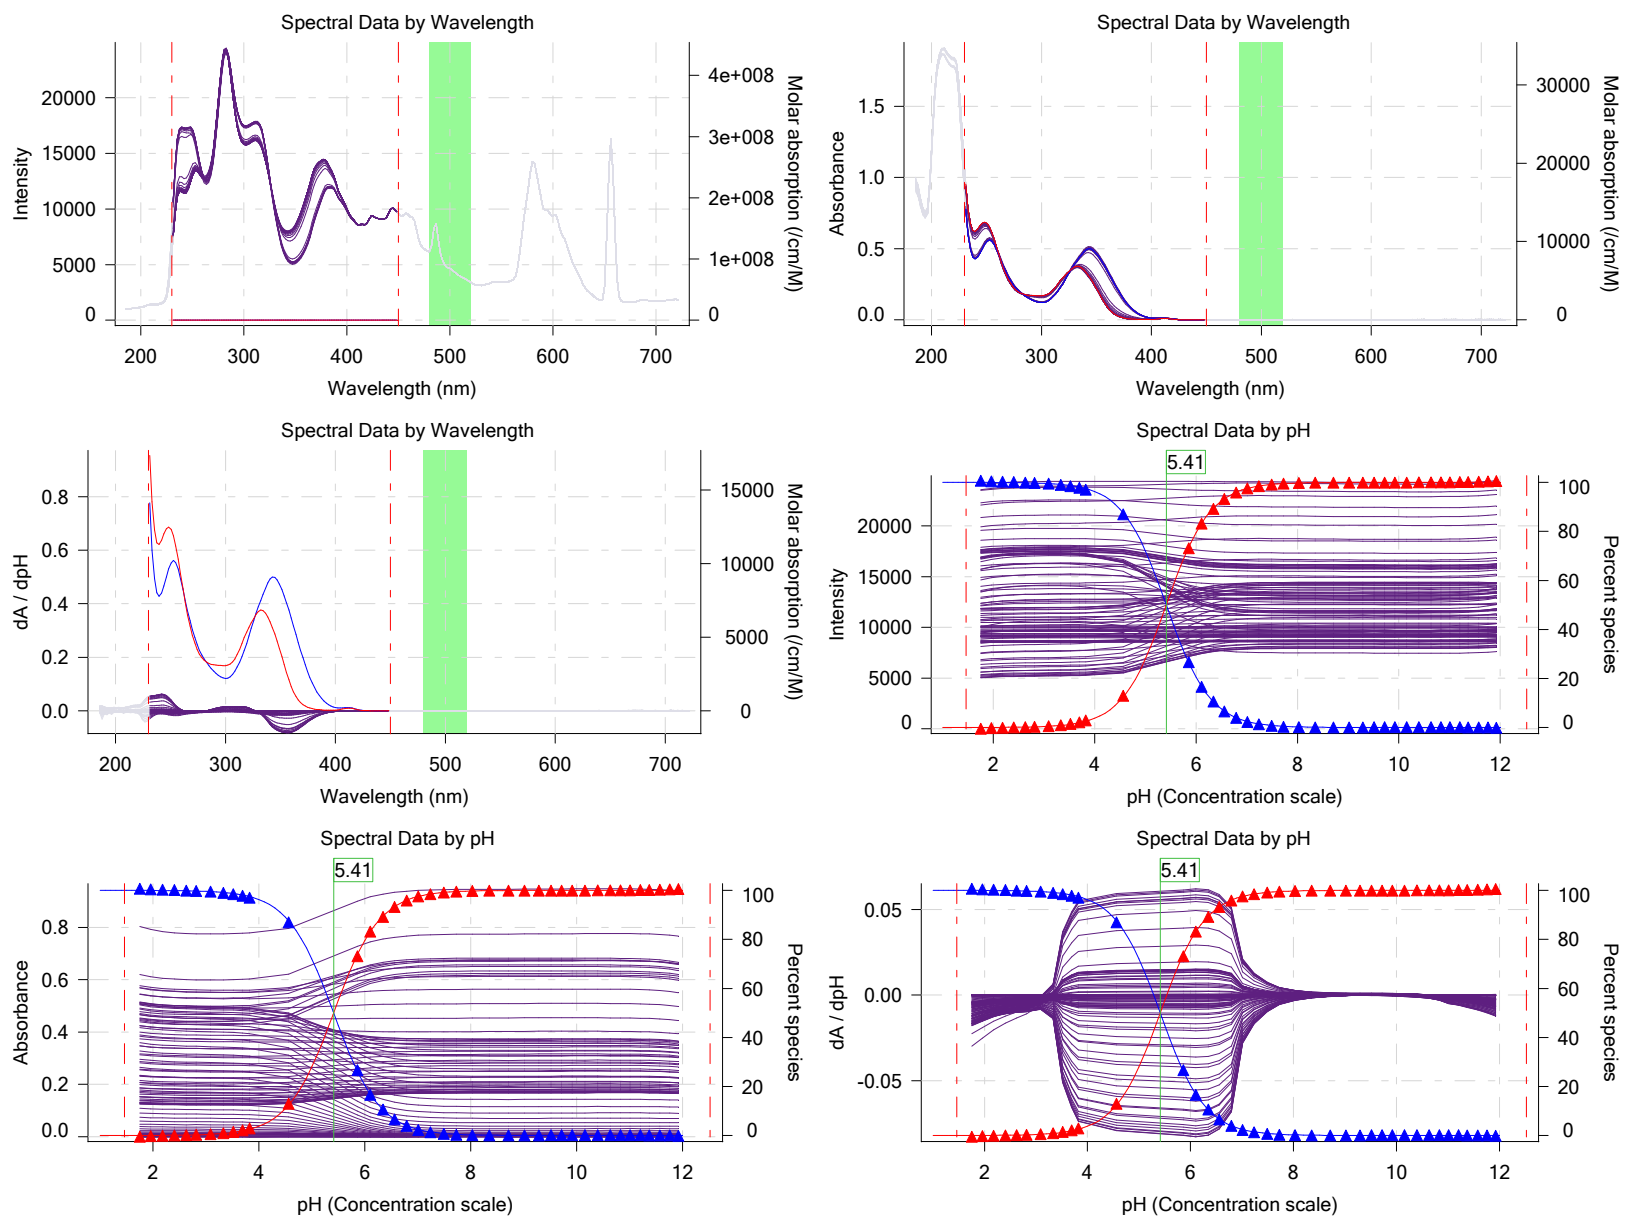 Spectral Data by Wavelength
Intensity
20000
15000
10000
5000
0
4e+008
3e+008
2e+008
1e+008
0
Molar absorption (/cm/M)
200 300 400 500 600 700
Wavelength (nm)
Spectral Data by Wavelength
Absorbance
1.5
1.0
0.5
0.0
30000
20000
10000
0
Molar absorption (/cm/M)
200 300 400 500 600 700
Wavelength (nm)
Spectral Data by Wavelength
dA / dpH
0.8
0.6
0.4
0.2
0.0
15000
10000
5000
0
Molar absorption (/cm/M)
200 300 400 500 600 700
Wavelength (nm)
Spectral Data by pH
5.41
Intensity
20000
15000
10000
5000
0
100
80
60
40
20
0
Percent species
2 4 6 8 10 12
pH (Concentration scale)
Spectral Data by pH
5.41
Absorbance
0.8
0.6
0.4
0.2
0.0
100
80
60
40
20
0
Percent species
2 4 6 8 10 12
pH (Concentration scale)
Spectral Data by pH
5.41
dA / dpH
0.05
0.00
-0.05
100
80
60
40
20
0
Percent species
2 4 6 8 10 12
pH (Concentration scale)